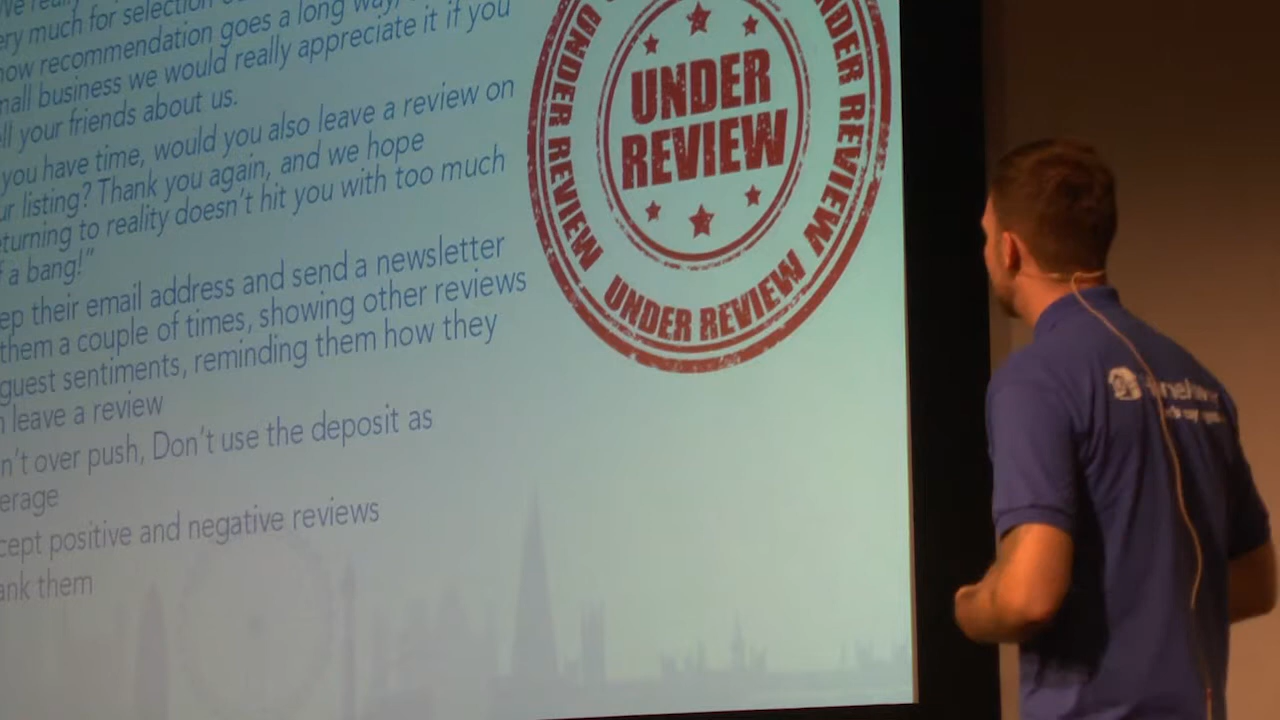 ery much for selection
now recommendation goes a long way,
mall business we would really appreciate it if you
ll your friends about us.
you have time, would you also leave a review on
ur listing? Thank you again, and we hope
eturning to reality doesn't hit you with too much
f a bang!"
ep their email address and send a newsletter
them a couple of times, showing other reviews
guest sentiments, reminding them how they
n leave a review
n't over push, Don't use the deposit as
erage
cept positive and negative reviews
ank them
UNDER
REVIEW
UNDER REVIEW
UNDER REVIEW
UNDER REVIEW